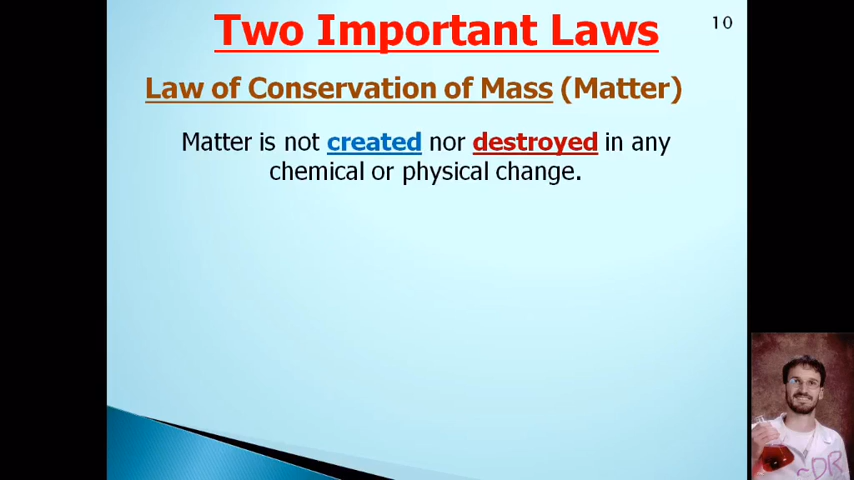 10
Two Important Laws
Law of Conservation of Mass (Matter)
Matter is not created nor destroyed in any
chemical or physical change.
~DR